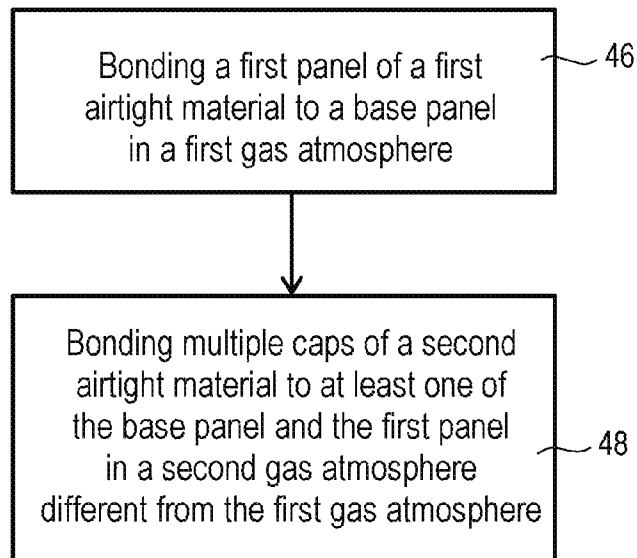 Bonding a first panel of a first
airtight material to a base panel
in a first gas atmosphere
46
Bonding multiple caps of a second
airtight material to at least one of
the base panel and the first panel
in a second gas atmosphere
different from the first gas atmosphere
48